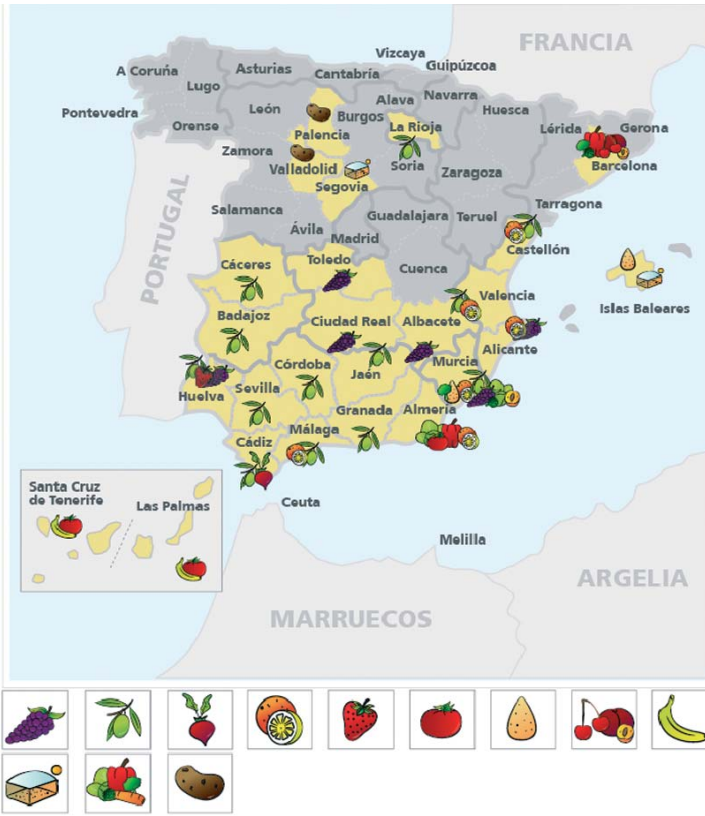 FRANCIA
Vizcaya
Guipúzcoa
A Coruña
Asturias
Cantabria
Lugo
Alava
Navarra
León
Burgos
Huesca
Pontevedra
Orense
Palencia
La Rioja
Lérida
Gerona
Zamora
Valladolid
Soria
Zaragoza
Barcelona
Segovia
Salamanca
Guadalajara
Teruel
Tarragona
PORTUGAL
Ávila
Madrid
Castellón
Cáceres
Toledo
Cuenca
Valencia
Islas Baleares
Badajoz
Ciudad Real
Albacete
Alicante
Córdoba
Murcia
Huelva
Sevilla
Jaén
Granada
Almería
Málaga
Cádiz
Santa Cruz
de Tenerife
Las Palmas
Ceuta
Melilla
ARGELIA
MARRUECOS